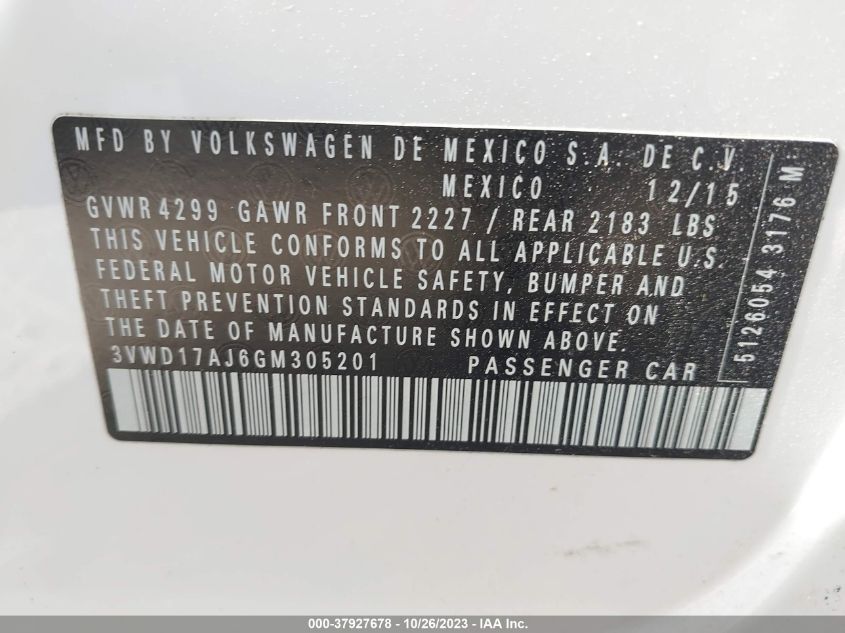 MFD BY VOLKSWAGEN DE MEXICO S.A. DE C.V
MEXICO 12/15
GVWR 4299 GAWR FRONT 2227 / REAR 2183 LBS
THIS VEHICLE CONFORMS TO ALL APPLICABLE U.S.
FEDERAL MOTOR VEHICLE SAFETY, BUMPER AND
THEFT PREVENTION STANDARDS IN EFFECT ON
THE DATE OF MANUFACTURE SHOWN ABOVE.
3VWD17AJ6GM305201 PASSENGER CAR
5126054 3176 M
000-37927678 - 10/26/2023 - IAAI Inc.